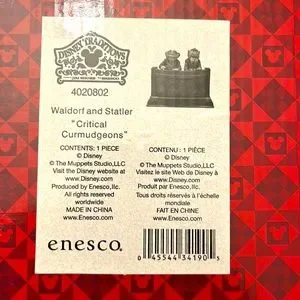 DISNEY TRADITIONS
4020802
Waldorf and Statler
"Critical
Curmudgeons"
CONTENTS: 1 PIECE
© Disney
© The Muppets Studio,LLC
Visit the Disney website at
www.Disney.com
Produced by Enesco,llc.
All rights reserved
worldwide
www.Enesco.com
MADE IN CHINA
CONTENU : 1 PIÈCE
© Disney
© The Muppets Studio,LLC
Visitez le site Web de Disney à
www.Disney.com
Produit par Enesco, llc.
Tous droits réservés à l'échelle
mondiale
FAIT EN CHINE
enesco.
0 45544 34190 5